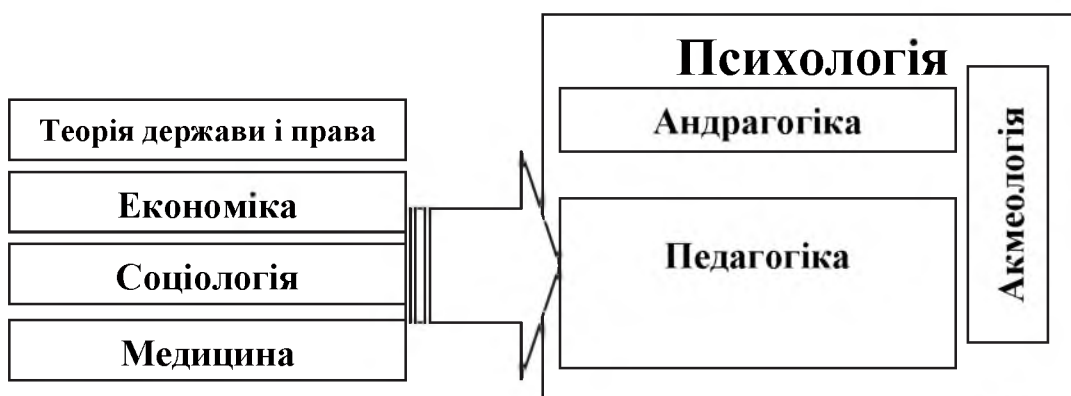 Психологія
Теорія держави і права
Економіка
Соціологія
Медицина
Андрагогіка
Педагогіка
Акмеологія